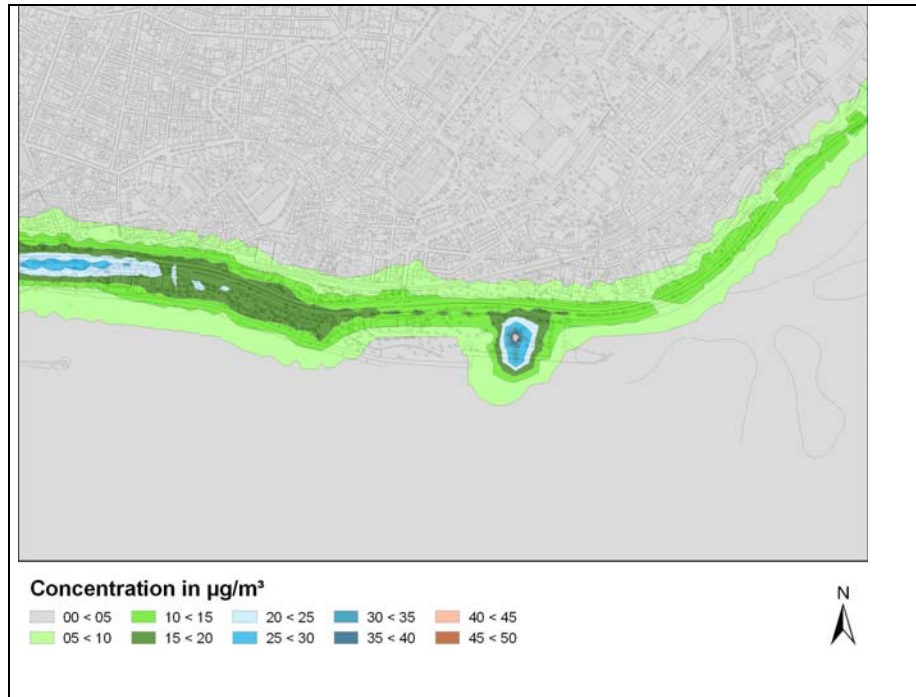 Concentration in µg/m³
00 < 05 10 < 15 20 < 25 30 < 35 40 < 45
05 < 10 15 < 20 25 < 30 35 < 40 45 < 50
N